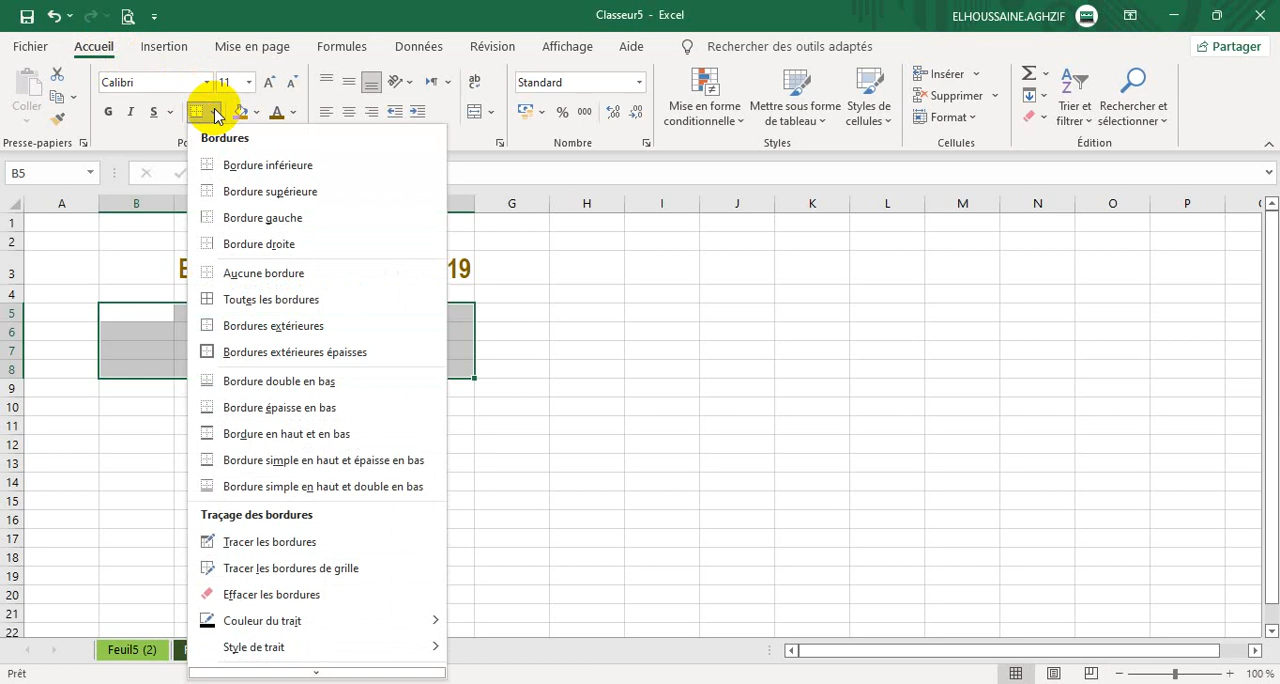 Classeur5 - Excel
ELHOUSSAINE.AGHZIF
Fichier Accueil Insertion Mise en page Formules Données Révision Affichage Aide Rechercher des outils adaptés Partager
Coller
Calibri 11
G I S
Standard
% 000
Mise en forme conditionnelle
Mettre sous forme de tableau
Styles de cellules
Insérer
Supprimer
Format
Trier et filtrer
Rechercher et sélectionner
Presse-papiers Nombre Styles Cellules Édition
B5
A B G H I J K L M N O P
1
2
3 19
4
5
6
7
8
9
10
11
12
13
14
15
16
17
18
19
20
21
22
Bordures
Bordure inférieure
Bordure supérieure
Bordure gauche
Bordure droite
Aucune bordure
Toutes les bordures
Bordures extérieures
Bordures extérieures épaisses
Bordure double en bas
Bordure épaisse en bas
Bordure en haut et en bas
Bordure simple en haut et épaisse en bas
Bordure simple en haut et double en bas
Traçage des bordures
Tracer les bordures
Tracer les bordures de grille
Effacer les bordures
Couleur du trait
Style de trait
Feuil5 (2)
Prêt
100 %